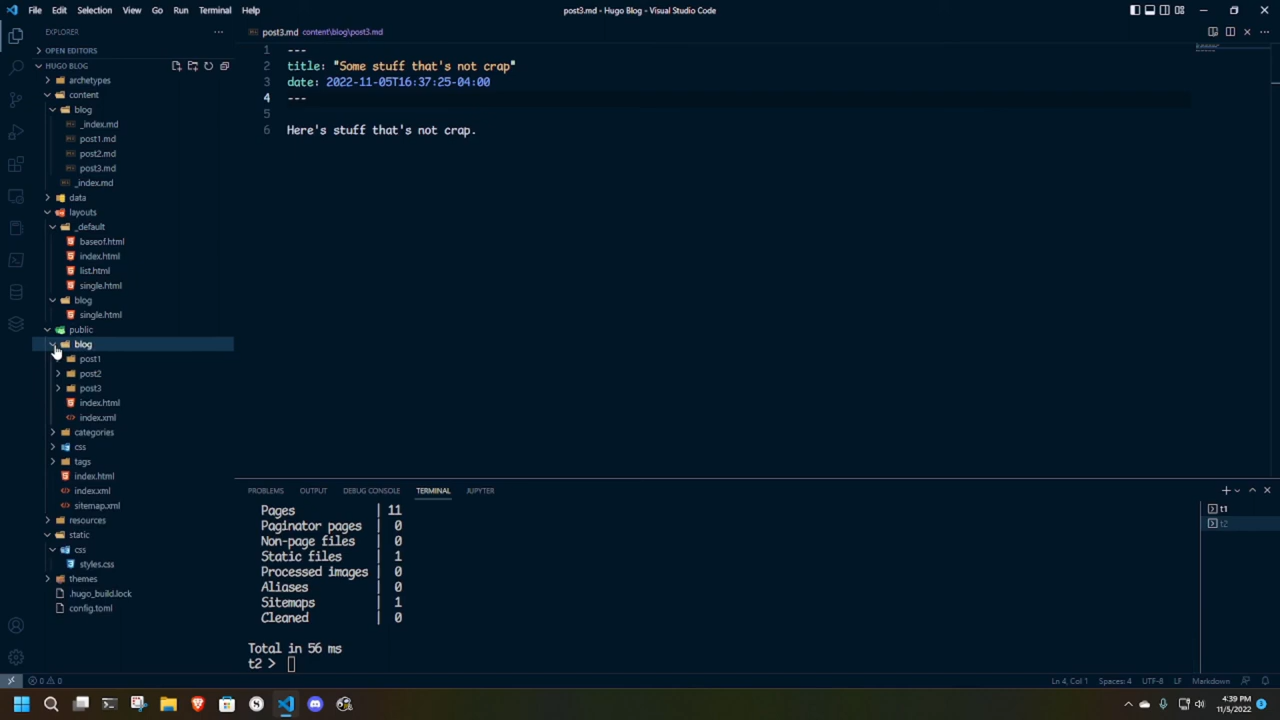 File Edit Selection View Go Run Terminal Help
post3.md - Hugo Blog - Visual Studio Code
EXPLORER
OPEN EDITORS
HUGO BLOG
archetypes
content
blog
_index.md
post1.md
post2.md
post3.md
_index.md
data
layouts
_default
baseof.html
index.html
list.html
single.html
blog
single.html
public
blog
post1
post2
post3
index.html
index.xml
categories
css
tags
index.html
index.xml
sitemap.xml
resources
static
css
styles.css
themes
.hugo_build.lock
config.toml
post3.md content\blog\post3.md
1 ---
2 title: "Some stuff that's not crap"
3 date: 2022-11-05T16:37:25-04:00
4 ---
5
6 Here's stuff that's not crap.
PROBLEMS OUTPUT DEBUG CONSOLE TERMINAL JUPYTER
Pages | 11
Paginator pages | 0
Non-page files | 0
Static files | 1
Processed images | 0
Aliases | 0
Sitemaps | 1
Cleaned | 0
Total in 56 ms
t2 >
t1
t2
0 0
Ln 4, Col 1 Spaces: 4 UTF-8 LF Markdown
4:39 PM
11/5/2022